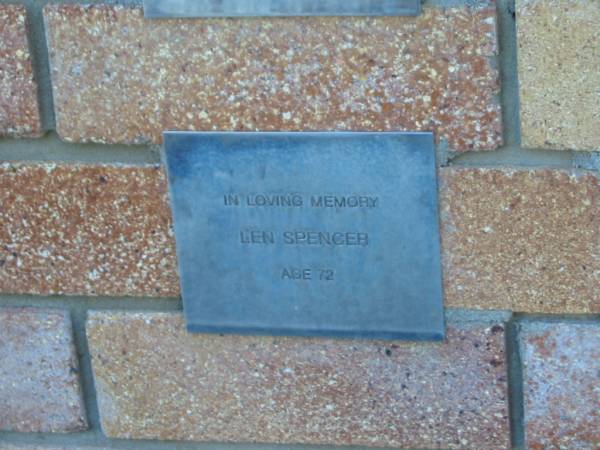 IN LOVING MEMORY
LEN SPENCER
AGE 72